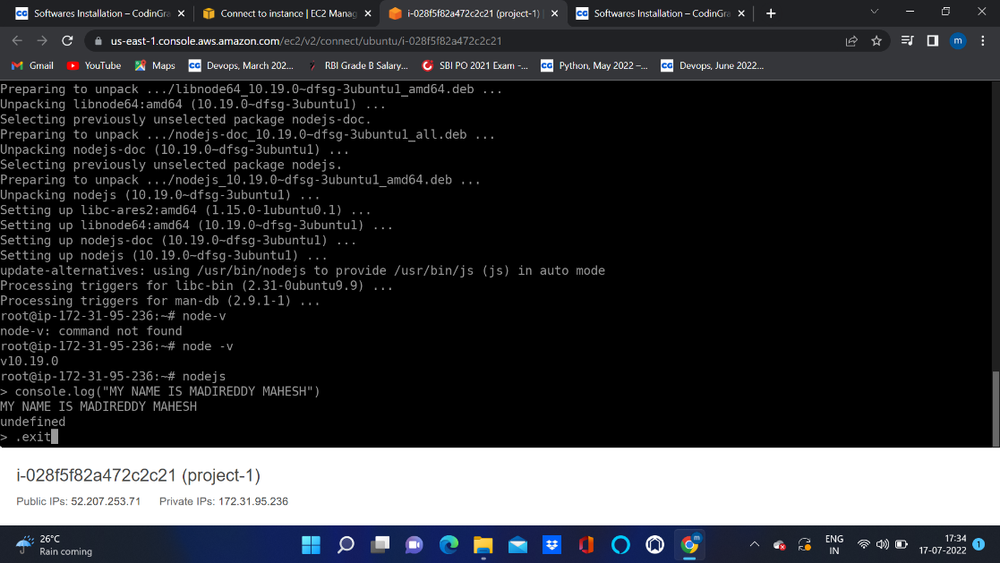 Softwares Installation – CodinGra
Connect to instance | EC2 Manag
i-028f5f82a472c2c21 (project-1) |
Softwares Installation – CodinGra
us-east-1.console.aws.amazon.com/ec2/v2/connect/ubuntu/i-028f5f82a472c2c21
m
Gmail
YouTube
Maps
CG Devops, March 202...
RBI Grade B Salary...
SBI PO 2021 Exam -...
CG Python, May 2022 –...
CG Devops, June 2022...
Preparing to unpack .../libnode64_10.19.0~dfsg-3ubuntu1_amd64.deb ...
Unpacking libnode64:amd64 (10.19.0~dfsg-3ubuntu1) ...
Selecting previously unselected package nodejs-doc.
Preparing to unpack .../nodejs-doc_10.19.0~dfsg-3ubuntu1_all.deb ...
Unpacking nodejs-doc (10.19.0~dfsg-3ubuntu1) ...
Selecting previously unselected package nodejs.
Preparing to unpack .../nodejs_10.19.0~dfsg-3ubuntu1_amd64.deb ...
Unpacking nodejs (10.19.0~dfsg-3ubuntu1) ...
Setting up libc-ares2:amd64 (1.15.0-1ubuntu0.1) ...
Setting up libnode64:amd64 (10.19.0~dfsg-3ubuntu1) ...
Setting up nodejs-doc (10.19.0~dfsg-3ubuntu1) ...
Setting up nodejs (10.19.0~dfsg-3ubuntu1) ...
update-alternatives: using /usr/bin/nodejs to provide /usr/bin/js (js) in auto mode
Processing triggers for libc-bin (2.31-0ubuntu9.9) ...
Processing triggers for man-db (2.9.1-1) ...
root@ip-172-31-95-236:~# node-v
node-v: command not found
root@ip-172-31-95-236:~# node -v
v10.19.0
root@ip-172-31-95-236:~# nodejs
> console.log("MY NAME IS MADIREDDY MAHESH")
MY NAME IS MADIREDDY MAHESH
undefined
> .exit
i-028f5f82a472c2c21 (project-1)
Public IPs: 52.207.253.71 Private IPs: 172.31.95.236
26°C
Rain coming
ENG
IN
17:34
17-07-2022
1